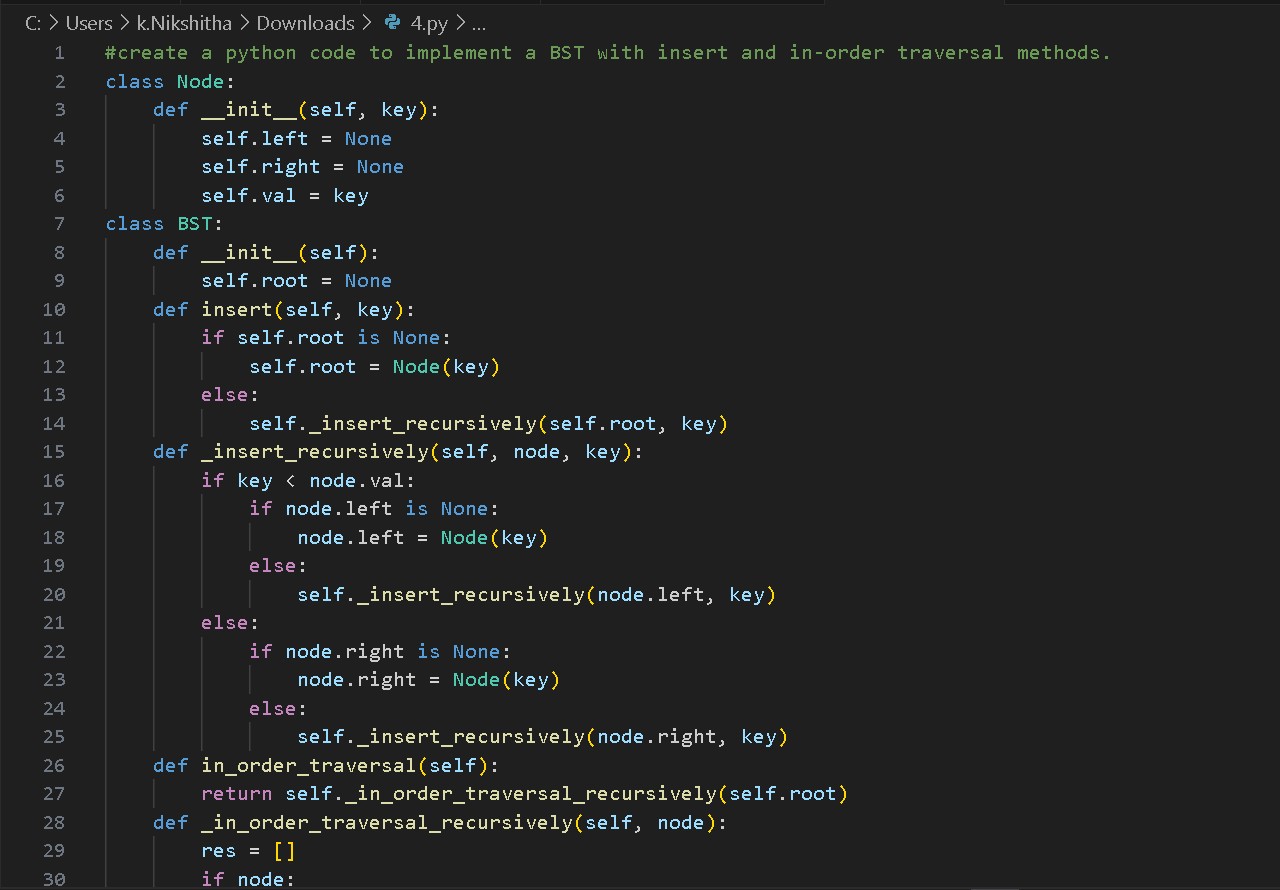 C: > Users > k.Nikshitha > Downloads > 4.py > ...
1 #create a python code to implement a BST with insert and in-order traversal methods.
2 class Node:
3     def __init__(self, key):
4         self.left = None
5         self.right = None
6         self.val = key
7 class BST:
8     def __init__(self):
9         self.root = None
10     def insert(self, key):
11         if self.root is None:
12             self.root = Node(key)
13         else:
14             self._insert_recursively(self.root, key)
15     def _insert_recursively(self, node, key):
16         if key < node.val:
17             if node.left is None:
18                 node.left = Node(key)
19             else:
20                 self._insert_recursively(node.left, key)
21         else:
22             if node.right is None:
23                 node.right = Node(key)
24             else:
25                 self._insert_recursively(node.right, key)
26     def in_order_traversal(self):
27         return self._in_order_traversal_recursively(self.root)
28     def _in_order_traversal_recursively(self, node):
29         res = []
30         if node: